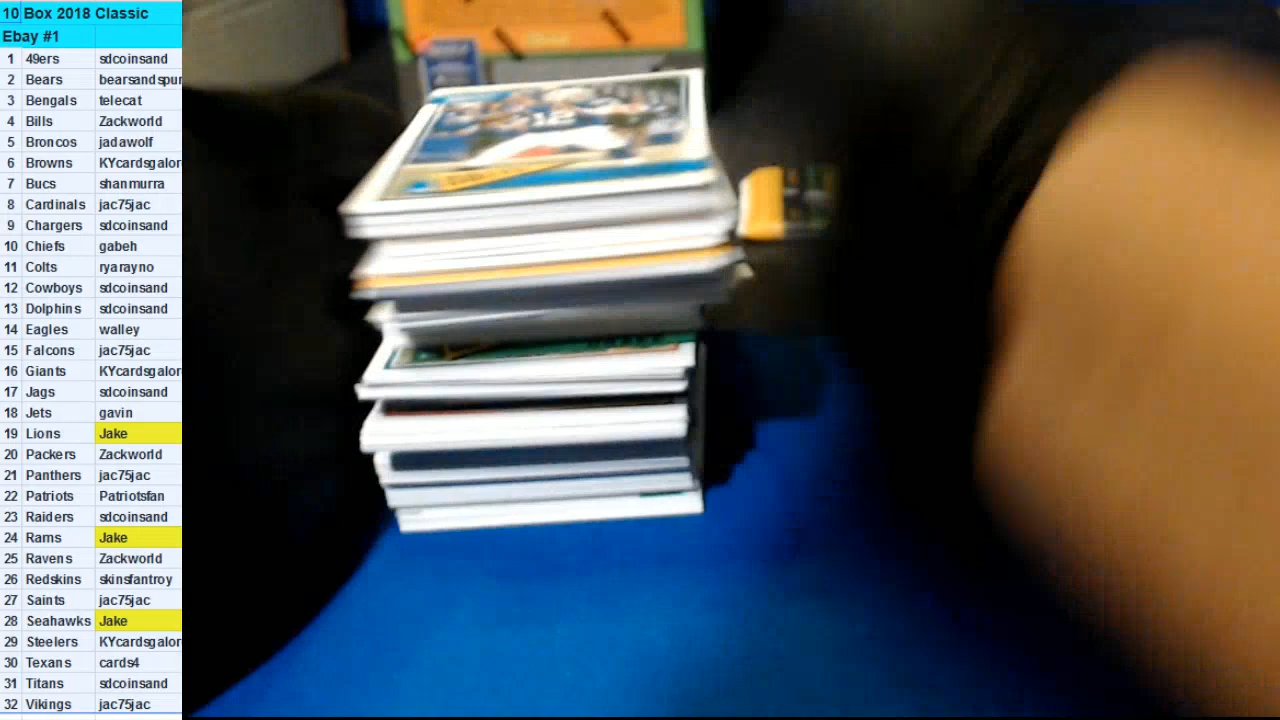 10 Box 2018 Classic
Ebay #1
1 49ers sdcoinsand
2 Bears bearsandspur
3 Bengals telecat
4 Bills Zackworld
5 Broncos jadawolf
6 Browns KYcardsgalor
7 Bucs shanmurra
8 Cardinals jac75jac
9 Chargers sdcoinsand
10 Chiefs gabeh
11 Colts ryarayno
12 Cowboys sdcoinsand
13 Dolphins sdcoinsand
14 Eagles walley
15 Falcons jac75jac
16 Giants KYcardsgalor
17 Jags sdcoinsand
18 Jets gavin
19 Lions Jake
20 Packers Zackworld
21 Panthers jac75jac
22 Patriots Patriotsfan
23 Raiders sdcoinsand
24 Rams Jake
25 Ravens Zackworld
26 Redskins skinsfantroy
27 Saints jac75jac
28 Seahawks Jake
29 Steelers KYcardsgalor
30 Texans cards4
31 Titans sdcoinsand
32 Vikings jac75jac